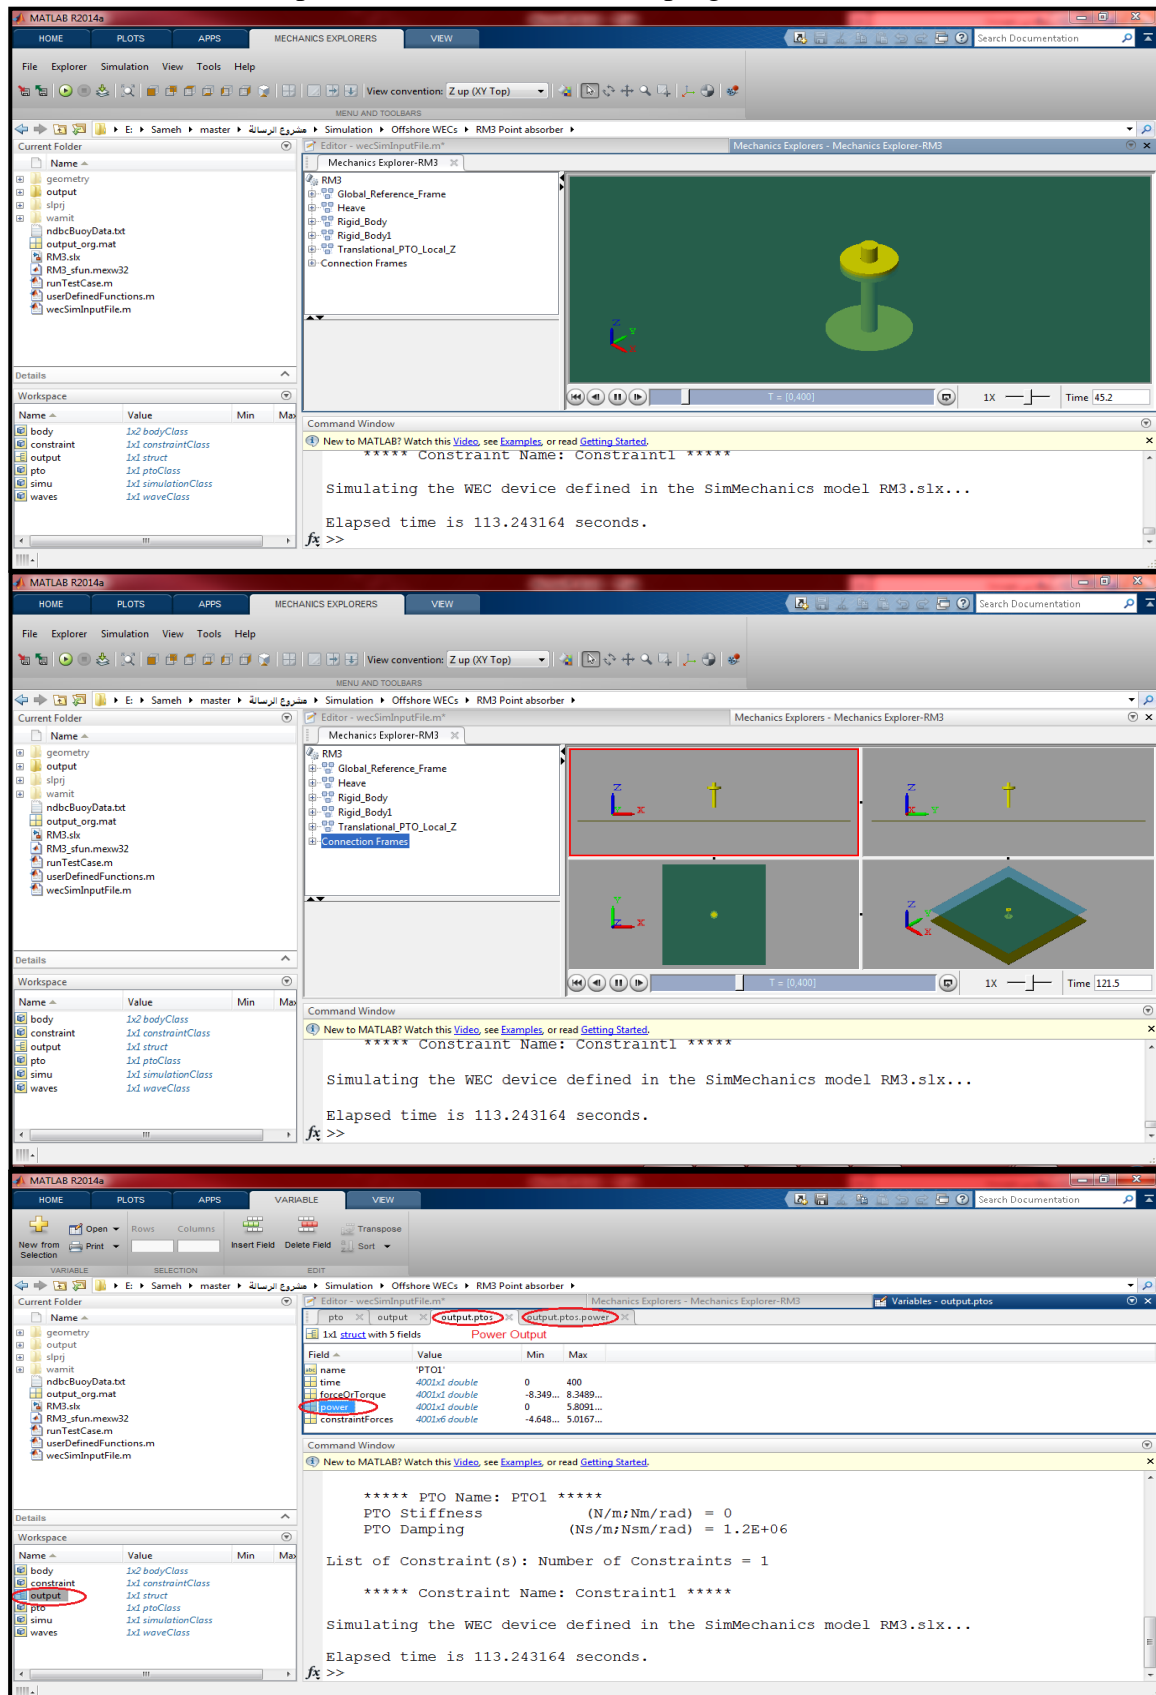 MATLAB R2014a
HOME PLOTS APPS MECHANICS EXPLORERS VIEW Search Documentation
File Explorer Simulation View Tools Help
View convention: Z up (XY Top)
MENU AND TOOLBARS
E: Sameh master مشروع الرسالة Simulation Offshore WECs RM3 Point absorber
Current Folder Editor - wecSimInputFile.m* Mechanics Explorers - Mechanics Explorer-RM3
Name Mechanics Explorer-RM3
geometry
output
slprj
wamit
ndbcBuoyData.txt
output_org.mat
RM3.slx
RM3_sfun.mexw32
runTestCase.m
userDefinedFunctions.m
wecSimInputFile.m
RM3
Global_Reference_Frame
Heave
Rigid_Body
Rigid_Body1
Translational_PTO_Local_Z
Connection Frames
Z Y X
Details
T = [0,400] 1X Time 45.2
Workspace
Name Value Min Max
body 1x2 bodyClass
constraint 1x1 constraintClass
output 1x1 struct
pto 1x1 ptoClass
simu 1x1 simulationClass
waves 1x1 waveClass
Command Window
New to MATLAB? Watch this Video, see Examples, or read Getting Started.
***** Constraint Name: Constraint1 *****
Simulating the WEC device defined in the SimMechanics model RM3.slx...
Elapsed time is 113.243164 seconds.
fx >>
MATLAB R2014a
HOME PLOTS APPS MECHANICS EXPLORERS VIEW Search Documentation
File Explorer Simulation View Tools Help
View convention: Z up (XY Top)
MENU AND TOOLBARS
E: Sameh master مشروع الرسالة Simulation Offshore WECs RM3 Point absorber
Current Folder Editor - wecSimInputFile.m* Mechanics Explorers - Mechanics Explorer-RM3
Name Mechanics Explorer-RM3
geometry
output
slprj
wamit
ndbcBuoyData.txt
output_org.mat
RM3.slx
RM3_sfun.mexw32
runTestCase.m
userDefinedFunctions.m
wecSimInputFile.m
RM3
Global_Reference_Frame
Heave
Rigid_Body
Rigid_Body1
Translational_PTO_Local_Z
Connection Frames
Z X
Z X Y
Y Z X
Z Y X
Details
T = [0,400] 1X Time 121.5
Workspace
Name Value Min Max
body 1x2 bodyClass
constraint 1x1 constraintClass
output 1x1 struct
pto 1x1 ptoClass
simu 1x1 simulationClass
waves 1x1 waveClass
Command Window
New to MATLAB? Watch this Video, see Examples, or read Getting Started.
***** Constraint Name: Constraint1 *****
Simulating the WEC device defined in the SimMechanics model RM3.slx...
Elapsed time is 113.243164 seconds.
fx >>
MATLAB R2014a
HOME PLOTS APPS VARIABLE VIEW Search Documentation
New from Selection Open Print Rows Columns Insert Field Delete Field Transpose Sort
VARIABLE SELECTION EDIT
E: Sameh master مشروع الرسالة Simulation Offshore WECs RM3 Point absorber
Current Folder Editor - wecSimInputFile.m* Mechanics Explorers - Mechanics Explorer-RM3 Variables - output.ptos
Name
geometry
output
slprj
wamit
ndbcBuoyData.txt
output_org.mat
RM3.slx
RM3_sfun.mexw32
runTestCase.m
userDefinedFunctions.m
wecSimInputFile.m
pto output output.ptos output.ptos.power
1x1 struct with 5 fields Power Output
Field Value Min Max
name 'PTO1'
time 4001x1 double 0 400
forceOrTorque 4001x1 double -8.349... 8.3489...
power 4001x1 double 0 5.8091...
constraintForces 4001x6 double -4.648... 5.0167...
Details
Workspace
Name Value Min Max
body 1x2 bodyClass
constraint 1x1 constraintClass
output 1x1 struct
pto 1x1 ptoClass
simu 1x1 simulationClass
waves 1x1 waveClass
Command Window
New to MATLAB? Watch this Video, see Examples, or read Getting Started.
***** PTO Name: PTO1 *****
PTO Stiffness (N/m;Nm/rad) = 0
PTO Damping (Ns/m;Nsm/rad) = 1.2E+06
List of Constraint(s): Number of Constraints = 1
***** Constraint Name: Constraint1 *****
Simulating the WEC device defined in the SimMechanics model RM3.slx...
Elapsed time is 113.243164 seconds.
fx >>